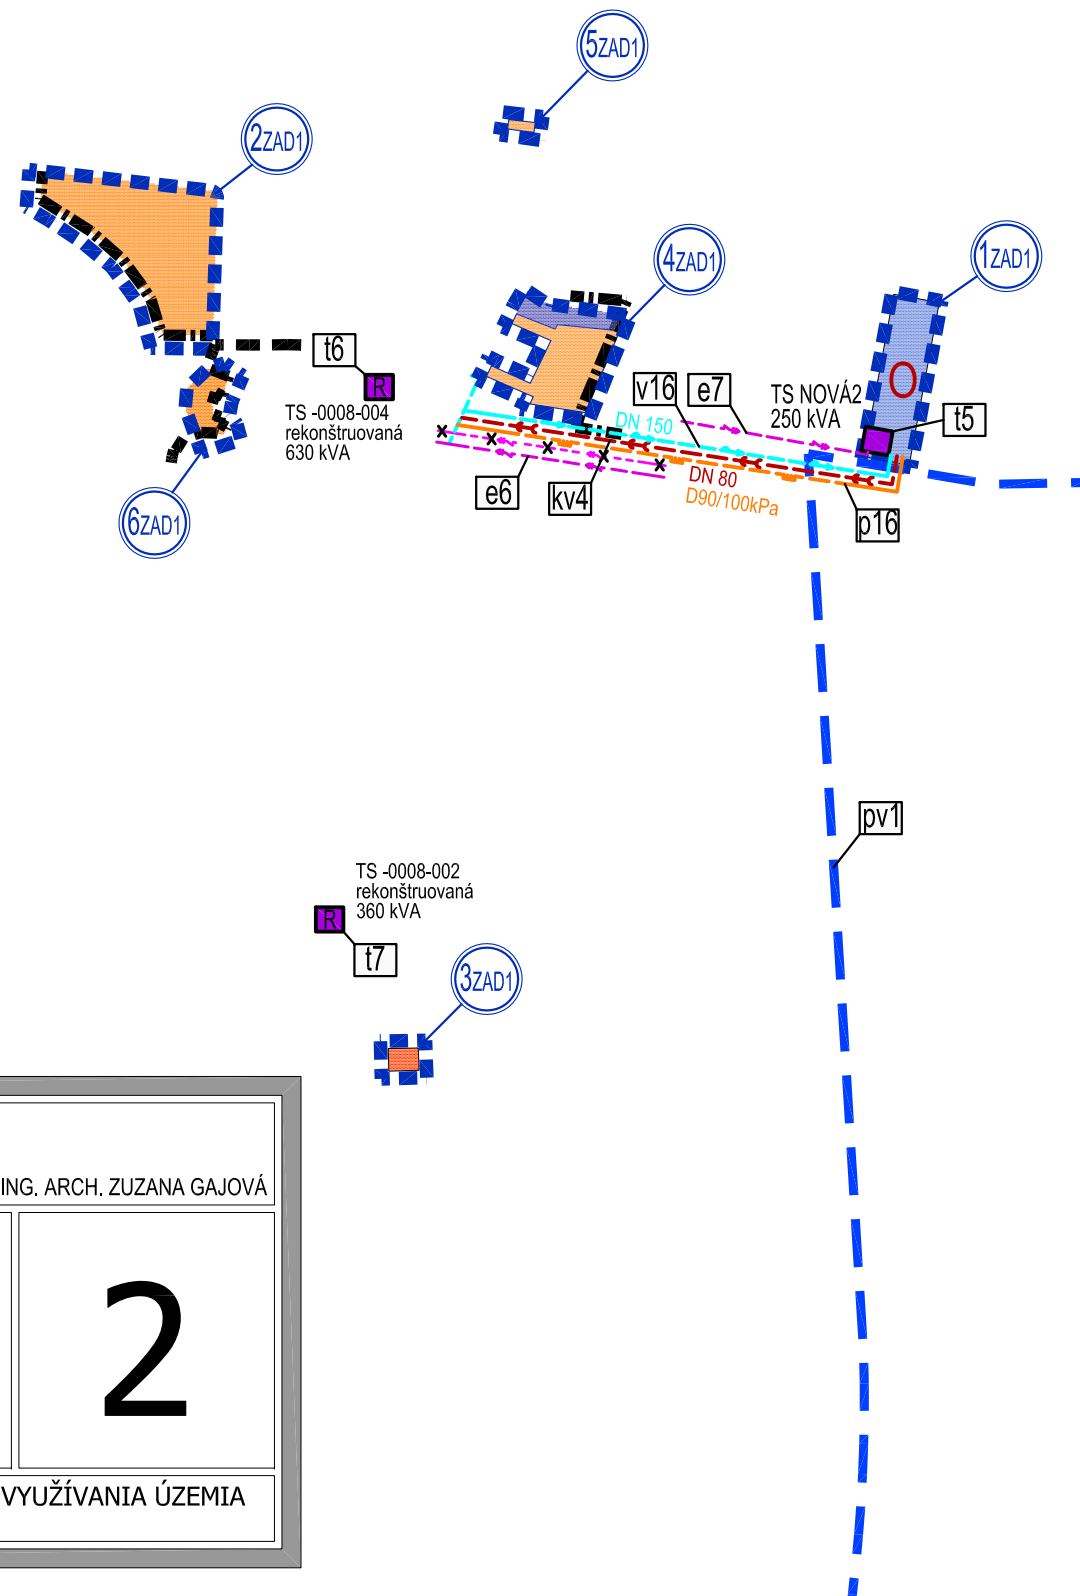 5ZAD1
2ZAD1
4ZAD1
1ZAD1
t6
R
TS -0008-004
rekonštruovaná
630 kVA
v16
e7
TS NOVÁ2
250 kVA
t5
DN 150
DN 80
D90/100kPa
e6
kv4
p16
6ZAD1
pv1
TS -0008-002
rekonštruovaná
360 kVA
R
t7
3ZAD1
ING. ARCH. ZUZANA GAJOVÁ
2
VYUŽÍVANIA ÚZEMIA